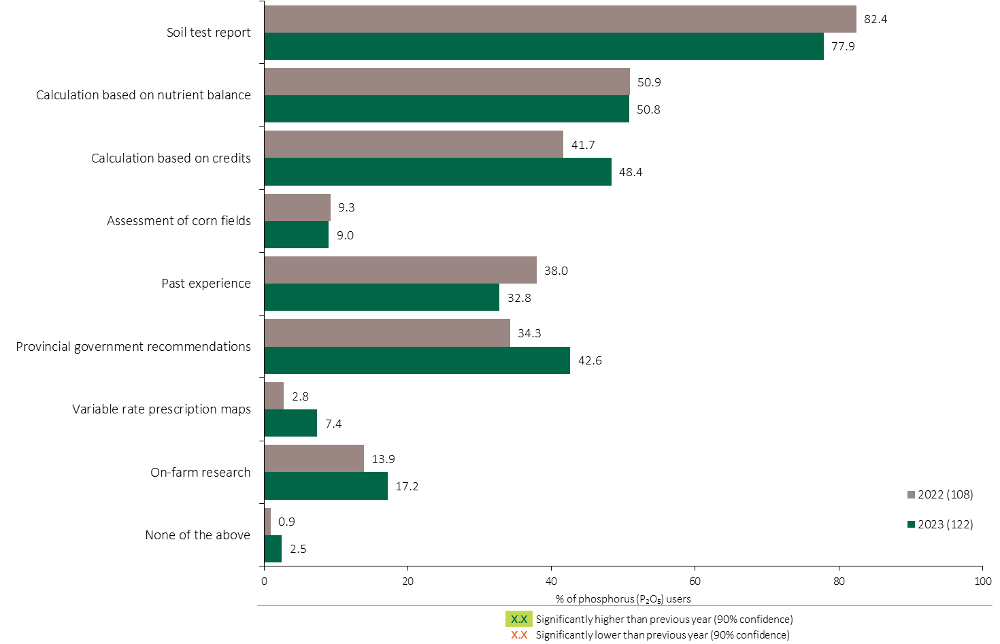 Soil test report
82.4
77.9
Calculation based on nutrient balance
50.9
50.8
Calculation based on credits
41.7
48.4
Assessment of corn fields
9.3
9.0
Past experience
38.0
32.8
Provincial government recommendations
34.3
42.6
Variable rate prescription maps
2.8
7.4
On-farm research
13.9
17.2
None of the above
0.9
2.5
2022 (108)
2023 (122)
0 20 40 60 80 100
% of phosphorus (P₂O₅) users
X.X Significantly higher than previous year (90% confidence)
X.X Significantly lower than previous year (90% confidence)